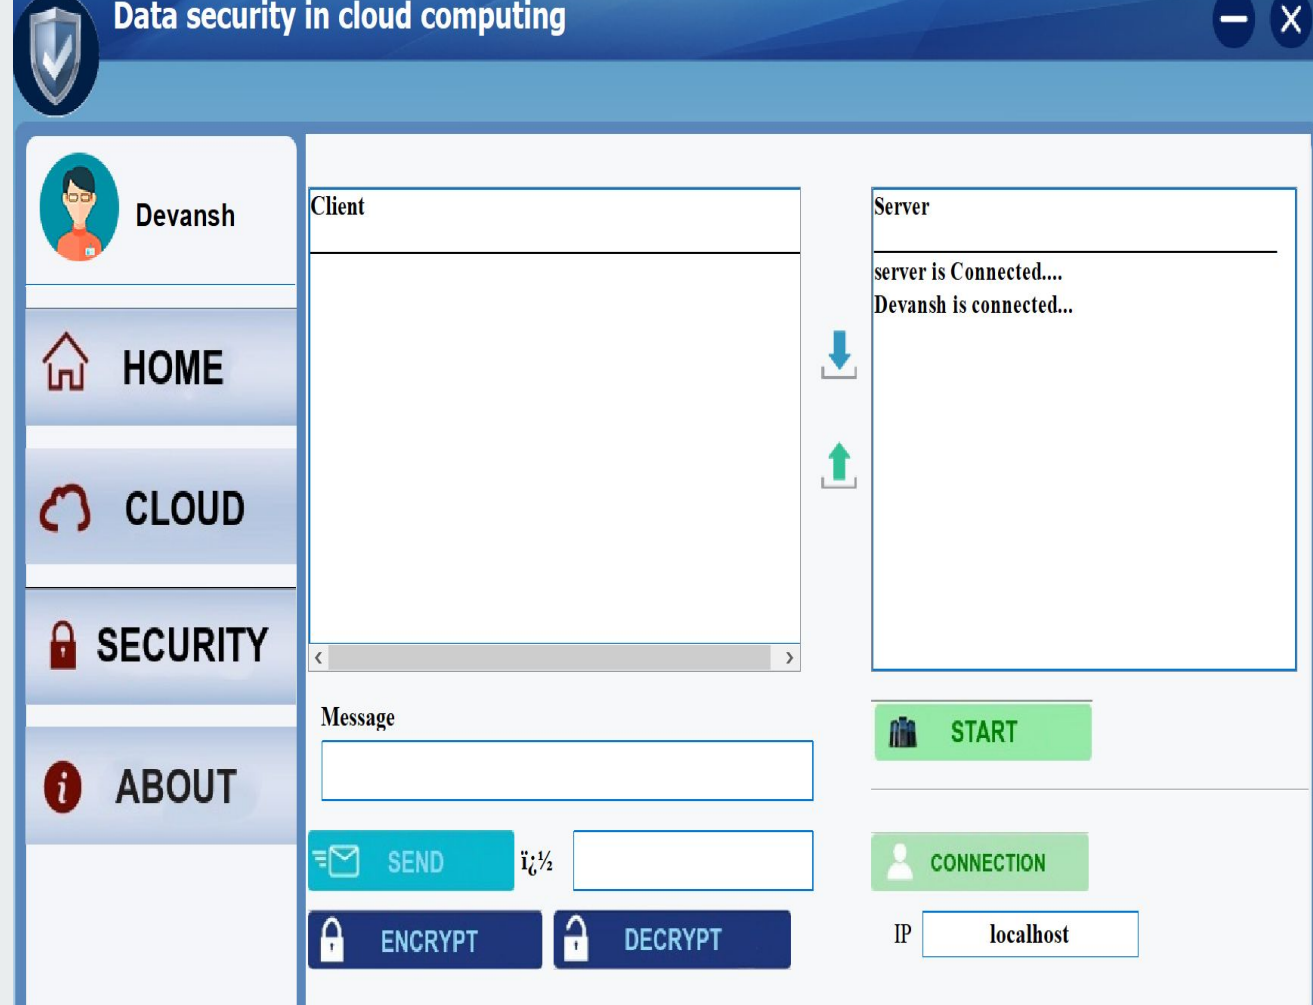 Data security in cloud computing
X
Devansh
HOME
CLOUD
SECURITY
ABOUT
Client
Server
server is Connected....
Devansh is connected...
Message
START
SEND
ï¿½
CONNECTION
ENCRYPT
DECRYPT
IP
localhost